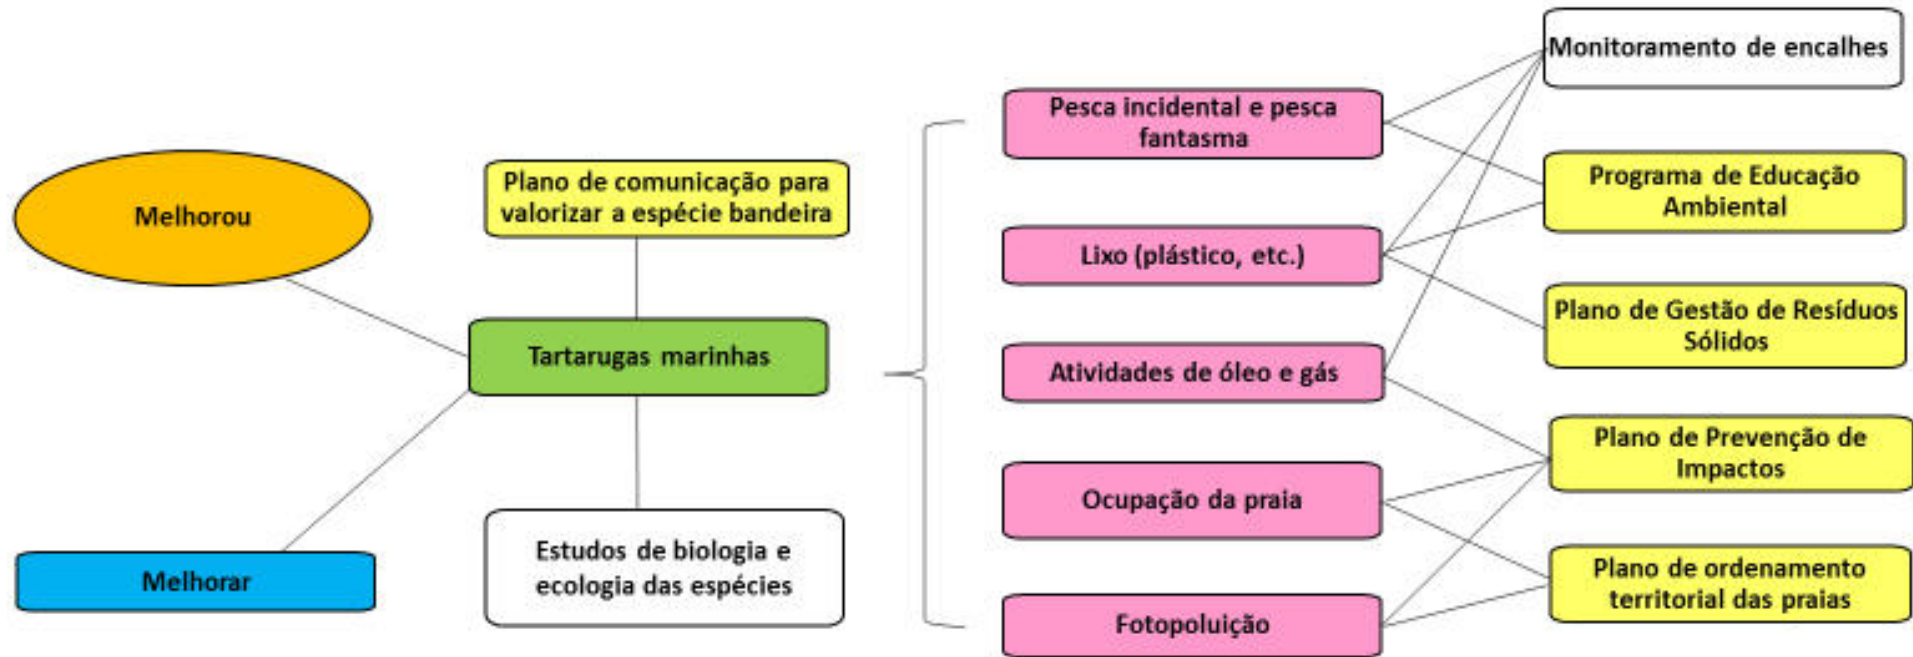 Melhorou
Melhorar
Plano de comunicação para
valorizar a espécie bandeira
Tartarugas marinhas
Estudos de biologia e
ecologia das espécies
Pesca incidental e pesca
fantasma
Lixo (plástico, etc.)
Atividades de óleo e gás
Ocupação da praia
Fotopoluição
Monitoramento de encalhes
Programa de Educação
Ambiental
Plano de Gestão de Resíduos
Sólidos
Plano de Prevenção de
Impactos
Plano de ordenamento
territorial das praias